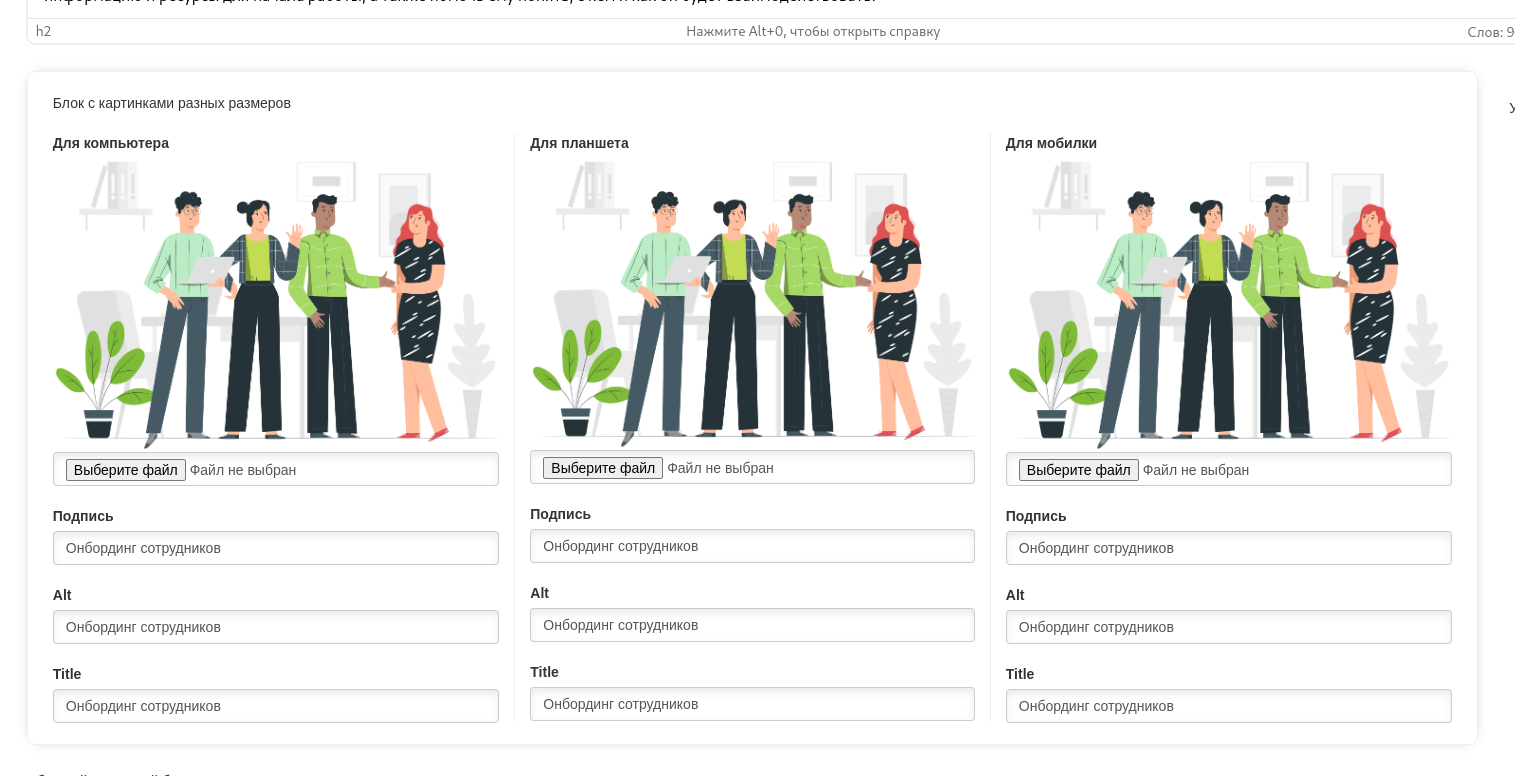 h2
Нажмите Alt+0, чтобы открыть справку
Слов: 9
Блок с картинками разных размеров
Для компьютера
Выберите файл Файл не выбран
Подпись
Онбординг сотрудников
Alt
Онбординг сотрудников
Title
Онбординг сотрудников
Для планшета
Выберите файл Файл не выбран
Подпись
Онбординг сотрудников
Alt
Онбординг сотрудников
Title
Онбординг сотрудников
Для мобилки
Выберите файл Файл не выбран
Подпись
Онбординг сотрудников
Alt
Онбординг сотрудников
Title
Онбординг сотрудников